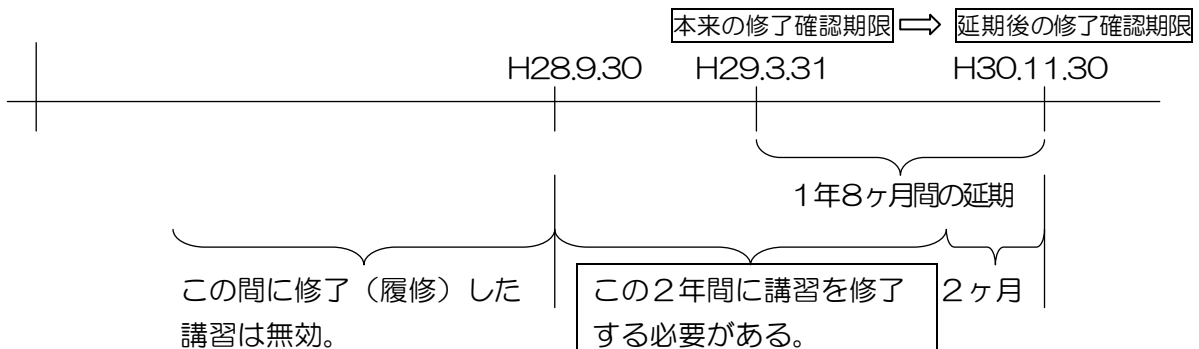 本来の修了確認期限 ⇨ 延期後の修了確認期限
H28.9.30 H29.3.31 H30.11.30
1年8ヶ月間の延期
この間に修了（履修）した
講習は無効。
この2年間に講習を修了
する必要がある。
2ヶ月